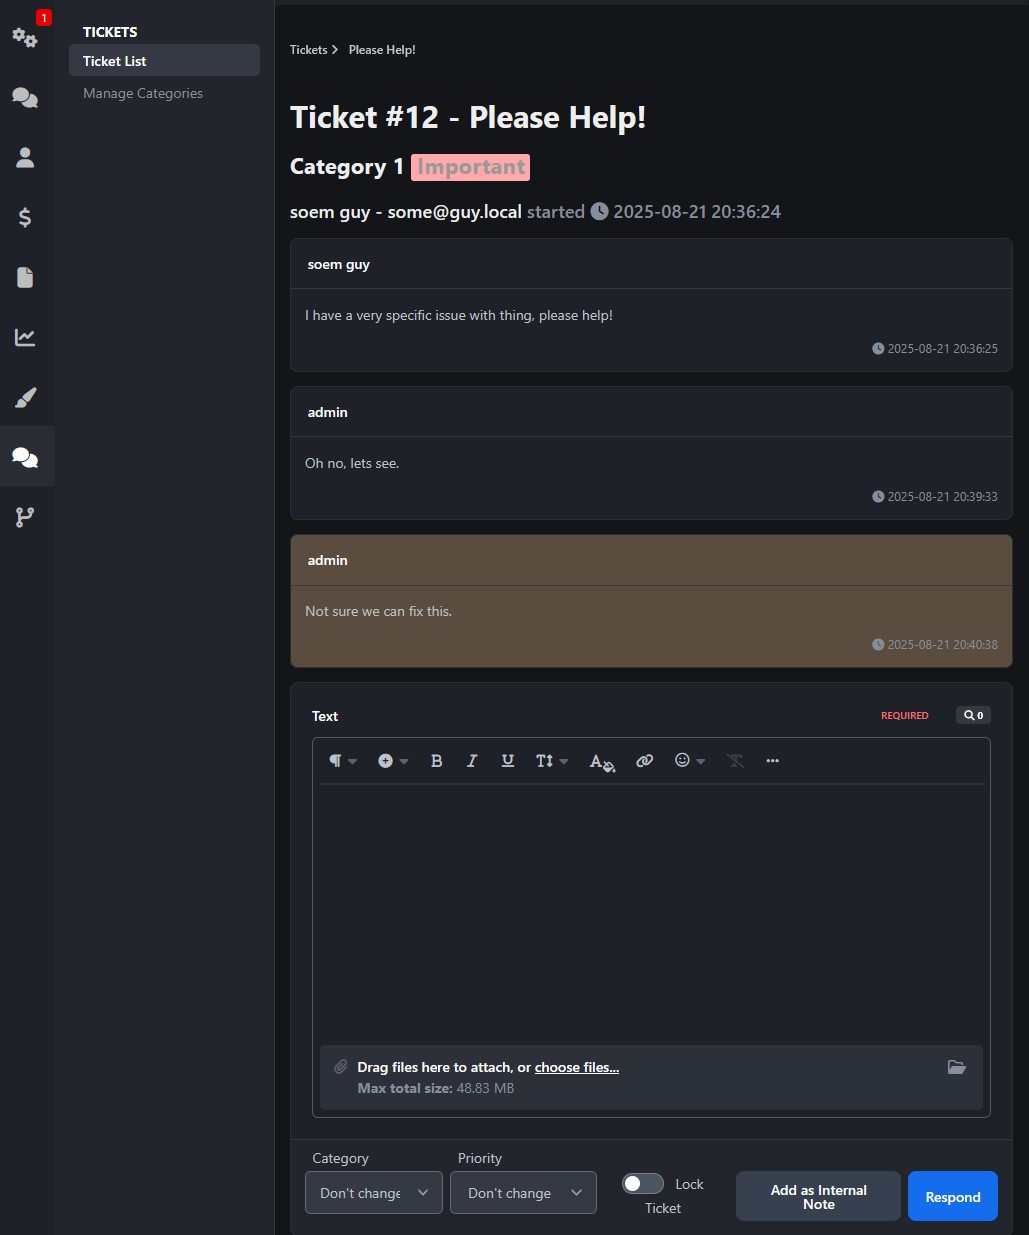 1
TICKETS
Ticket List
Manage Categories
Tickets Please Help!
Ticket #12 - Please Help!
Category 1 Important
soem guy - some@guy.local started 2025-08-21 20:36:24
soem guy
I have a very specific issue with thing, please help!
2025-08-21 20:36:25
admin
Oh no, lets see.
2025-08-21 20:39:33
admin
Not sure we can fix this.
2025-08-21 20:40:38
Text REQUIRED 0
Drag files here to attach, or choose files...
Max total size: 48.83 MB
Category Priority
Don't change Don't change
Lock
Ticket
Add as Internal
Note
Respond